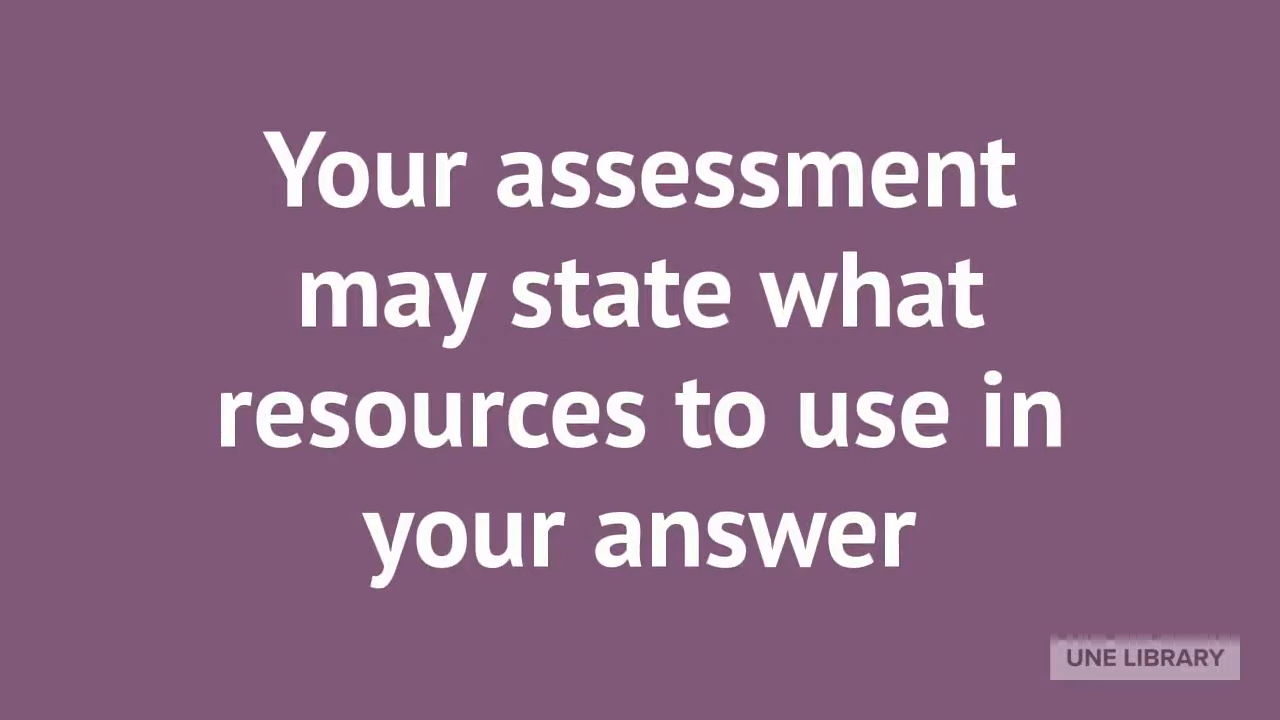 Your assessment
may state what
resources to use in
your answer
UNE LIBRARY